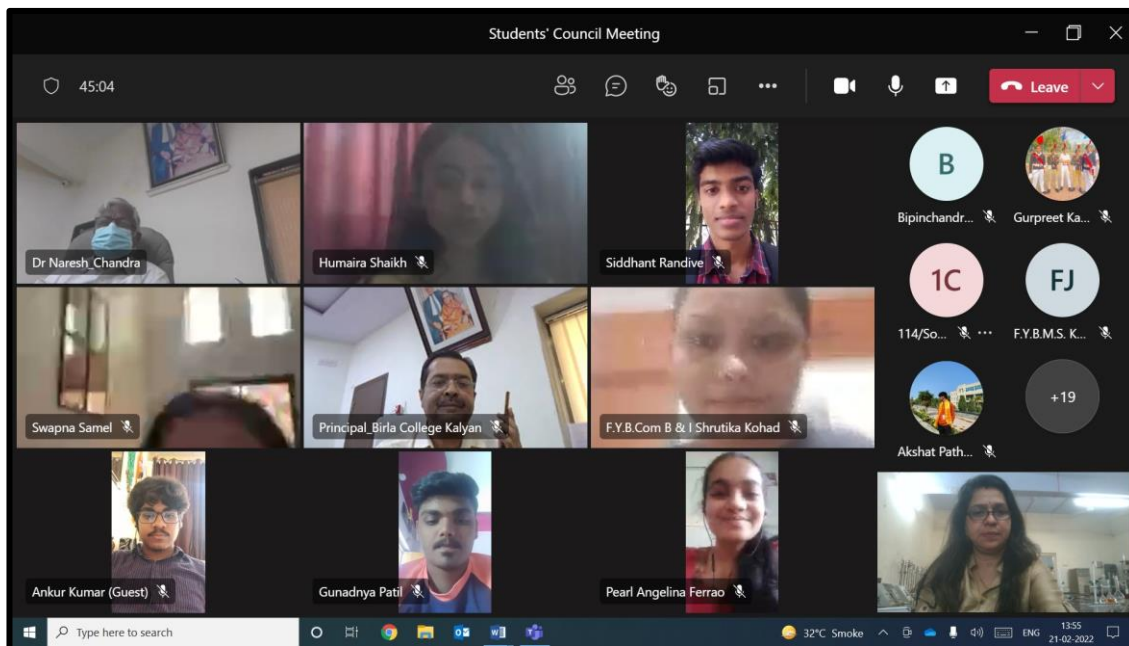 Students' Council Meeting
45:04
Leave
Dr Naresh_Chandra
Humaira Shaikh
Siddhant Randive
B
Bipinchandr...
Gurpreet Ka...
1C
FJ
114/So...
F.Y.B.M.S. K...
Swapna Samel
Principal_Birla College Kalyan
F.Y.B.Com B & I Shrutika Kohad
+19
Akshat Path...
Ankur Kumar (Guest)
Gunadnya Patil
Pearl Angelina Ferrao
Type here to search
32°C Smoke
ENG
13:55
21-02-2022